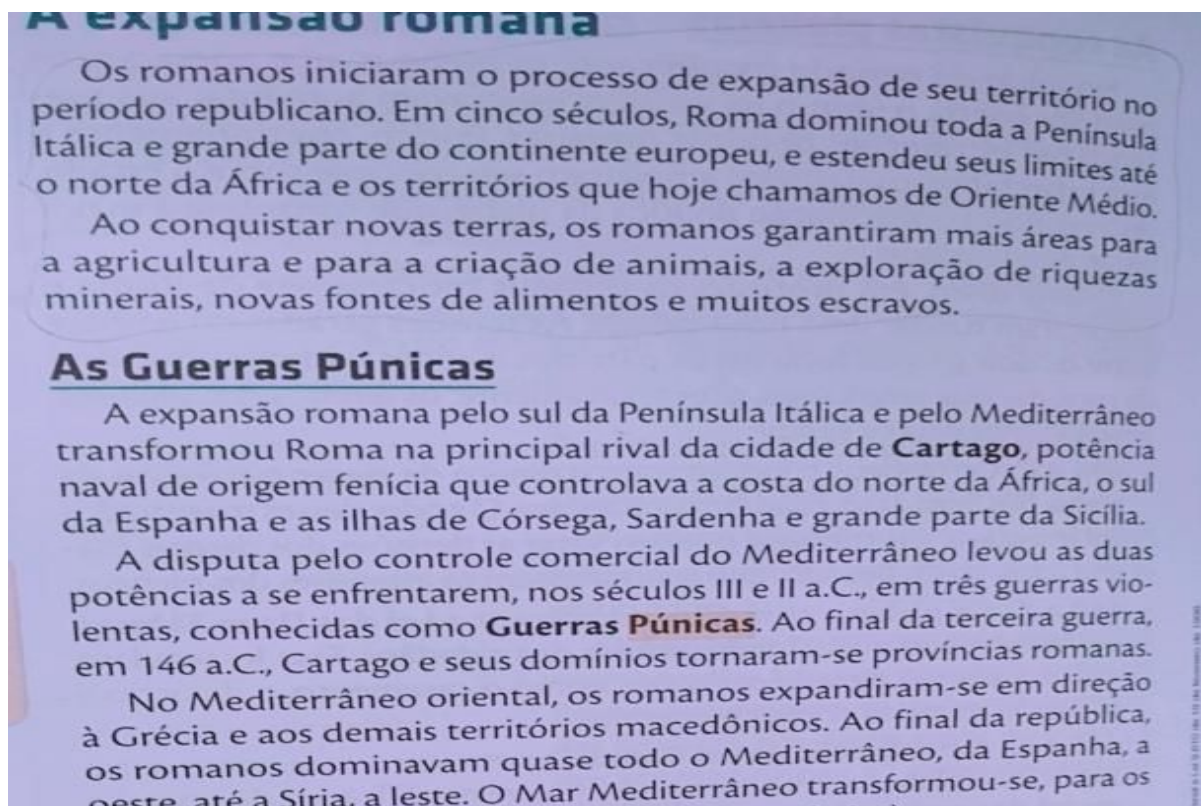 A expansão romana
Os romanos iniciaram o processo de expansão de seu território no
período republicano. Em cinco séculos, Roma dominou toda a Península
Itálica e grande parte do continente europeu, e estendeu seus limites até
o norte da África e os territórios que hoje chamamos de Oriente Médio.
Ao conquistar novas terras, os romanos garantiram mais áreas para
a agricultura e para a criação de animais, a exploração de riquezas
minerais, novas fontes de alimentos e muitos escravos.
As Guerras Púnicas
A expansão romana pelo sul da Península Itálica e pelo Mediterrâneo
transformou Roma na principal rival da cidade de Cartago, potência
naval de origem fenícia que controlava a costa do norte da África, o sul
da Espanha e as ilhas de Córsega, Sardenha e grande parte da Sicília.
A disputa pelo controle comercial do Mediterrâneo levou as duas
potências a se enfrentarem, nos séculos III e II a.C., em três guerras vio-
lentas, conhecidas como Guerras Púnicas. Ao final da terceira guerra,
em 146 a.C., Cartago e seus domínios tornaram-se províncias romanas.
No Mediterrâneo oriental, os romanos expandiram-se em direção
à Grécia e aos demais territórios macedônicos. Ao final da república,
os romanos dominavam quase todo o Mediterrâneo, da Espanha, a
oeste, até a Síria, a leste. O Mar Mediterrâneo transformou-se, para os